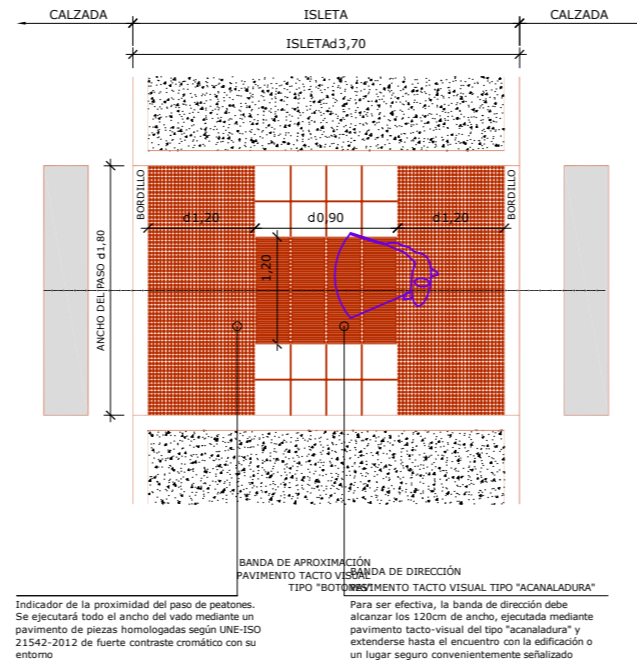 CALZADA
ISLETA
CALZADA
ISLETAd3,70
BORDILLO
BORDILLO
d1,20
d0,90
d1,20
1,20
ANCHO DEL PASO d1,80
BANDA DE APROXIMACIÓN
PAVIMENTO TACTO VISUAL
TIPO "BOTONES"
BANDA DE DIRECCIÓN
PAVIMENTO TACTO VISUAL TIPO "ACANALADURA"
Indicador de la proximidad del paso de peatones.
Se ejecutará todo el ancho del vado mediante un
pavimento de piezas homologadas según UNE-ISO
21542-2012 de fuerte contraste cromático con su
entorno
Para ser efectiva, la banda de dirección debe
alcanzar los 120cm de ancho, ejecutada mediante
pavimento tacto-visual del tipo "acanaladura" y
extenderse hasta el encuentro con la edificación o
un lugar seguro convenientemente señalizado